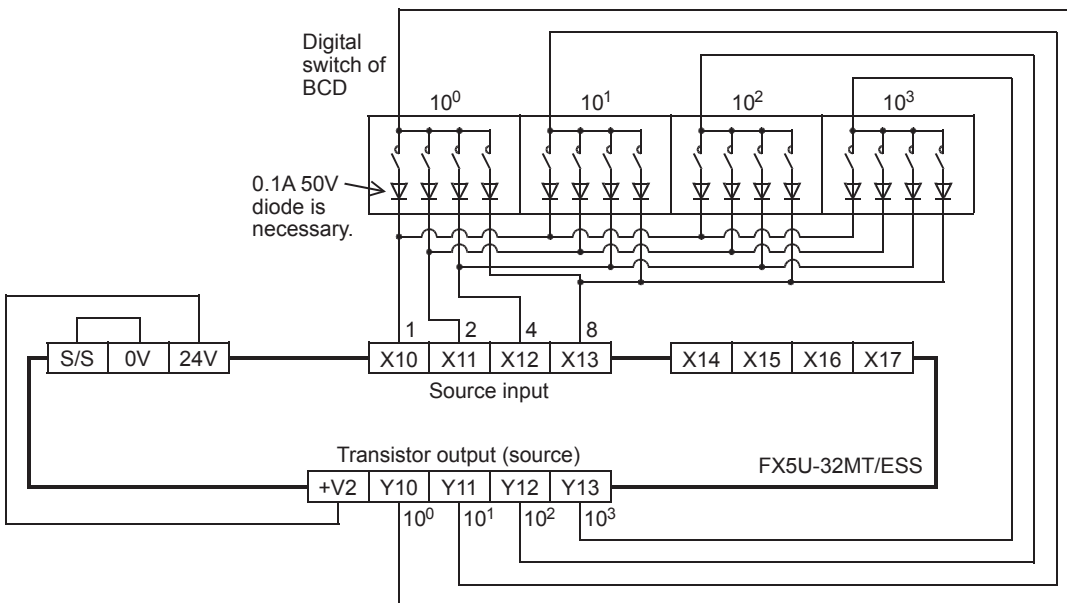 Digital
switch of
BCD
10⁰ 10¹ 10² 10³
0.1A 50V
diode is
necessary.
1 2 4 8
S/S 0V 24V X10 X11 X12 X13 X14 X15 X16 X17
Source input
Transistor output (source)
FX5U-32MT/ESS
+V2 Y10 Y11 Y12 Y13
10⁰ 10¹ 10² 10³